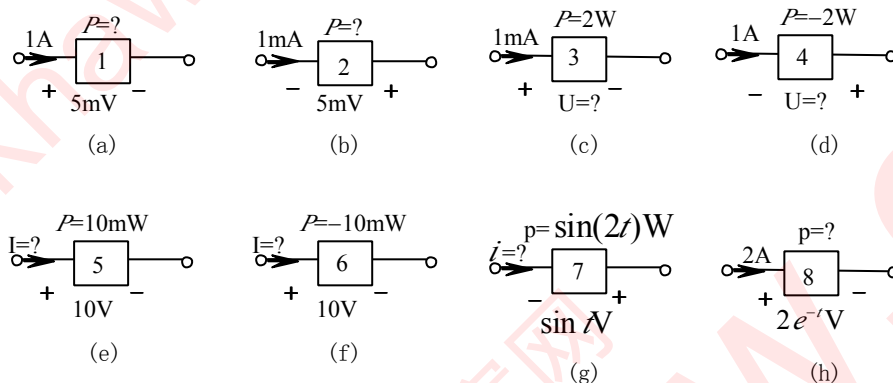 P=? P=? P=2W P=−2W
1A 1 1mA 2 1mA 3 1A 4
+ − − + + − − +
5mV 5mV U=? U=?
(a) (b) (c) (d)
P=10mW P=−10mW p= sin(2t)W p=?
I=? 5 I=? 6 i=? 7 2A 8
+ − + − − + + −
10V 10V sin tV 2e⁻ᵗV
(e) (f) (g) (h)